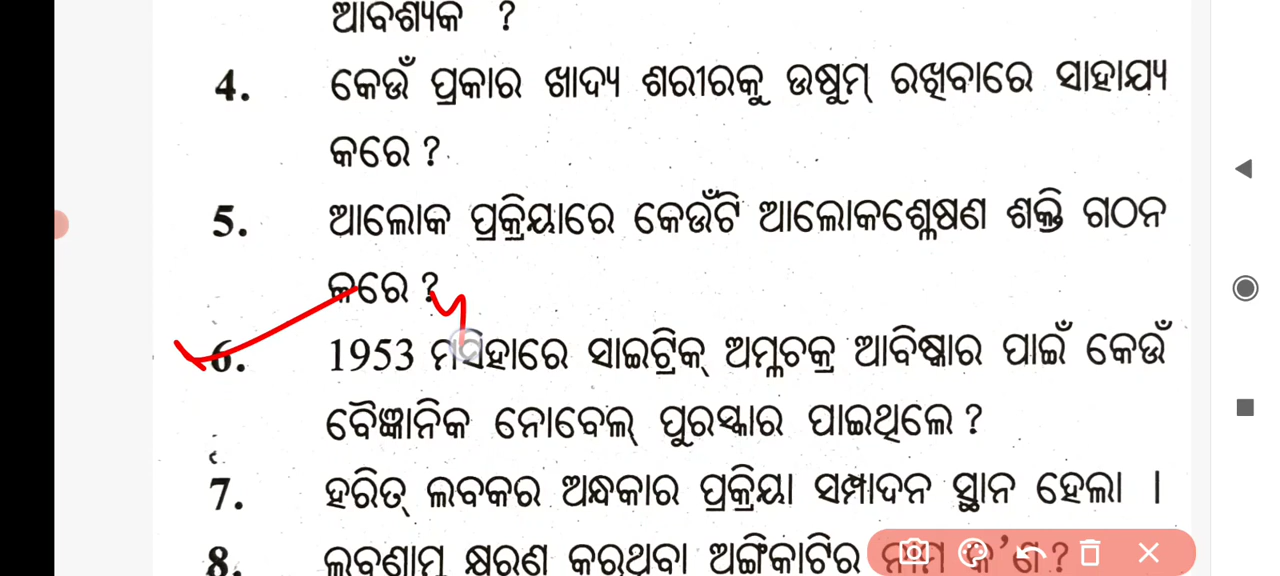 ଆବଶ୍ୟକ ?
4. କେଉଁ ପ୍ରକାର ଖାଦ୍ୟ ଶରୀରକୁ ଉଷୁମ୍ ରଖିବାରେ ସାହାଯ୍ୟ
କରେ ?
5. ଆଲୋକ ପ୍ରକ୍ରିୟାରେ କେଉଁଟି ଆଲୋକଶ୍ଳେଷଣ ଶକ୍ତି ଗଠନ
କରେ ?
6. 1953 ମସିହାରେ ସାଇଟ୍ରିକ୍ ଅମ୍ଳଚକ୍ର ଆବିଷ୍କାର ପାଇଁ କେଉଁ
ବୈଜ୍ଞାନିକ ନୋବେଲ୍ ପୁରସ୍କାର ପାଇଥିଲେ ?
7. ହରିତ୍ ଲବକର ଅନ୍ଧକାର ପ୍ରକ୍ରିୟା ସମ୍ପାଦନ ସ୍ଥାନ ହେଲା ।
8. ଲବଣାମ୍ଳ କ୍ଷରଣ କରୁଥିବା ଅଙ୍ଗିକାଟିର ନାମ କ'ଣ ?